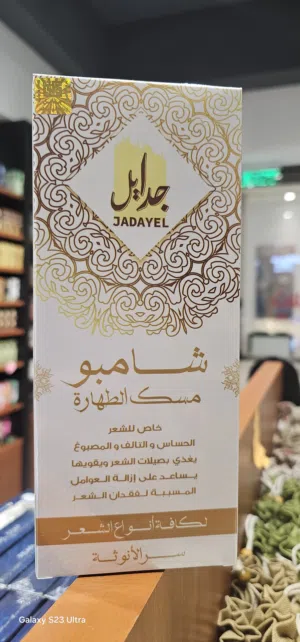 جدايل
JADAYEL
شامبو
مسك الطهارة
خاص للشعر
الحساس و التالف و المصبوغ
يغذي بصيلات الشعر ويقويها
يساعد على إزالة العوامل
المسببة لفقدان الشعر
لكافة أنواع الشعر
سر الأنوثة
Galaxy S23 Ultra